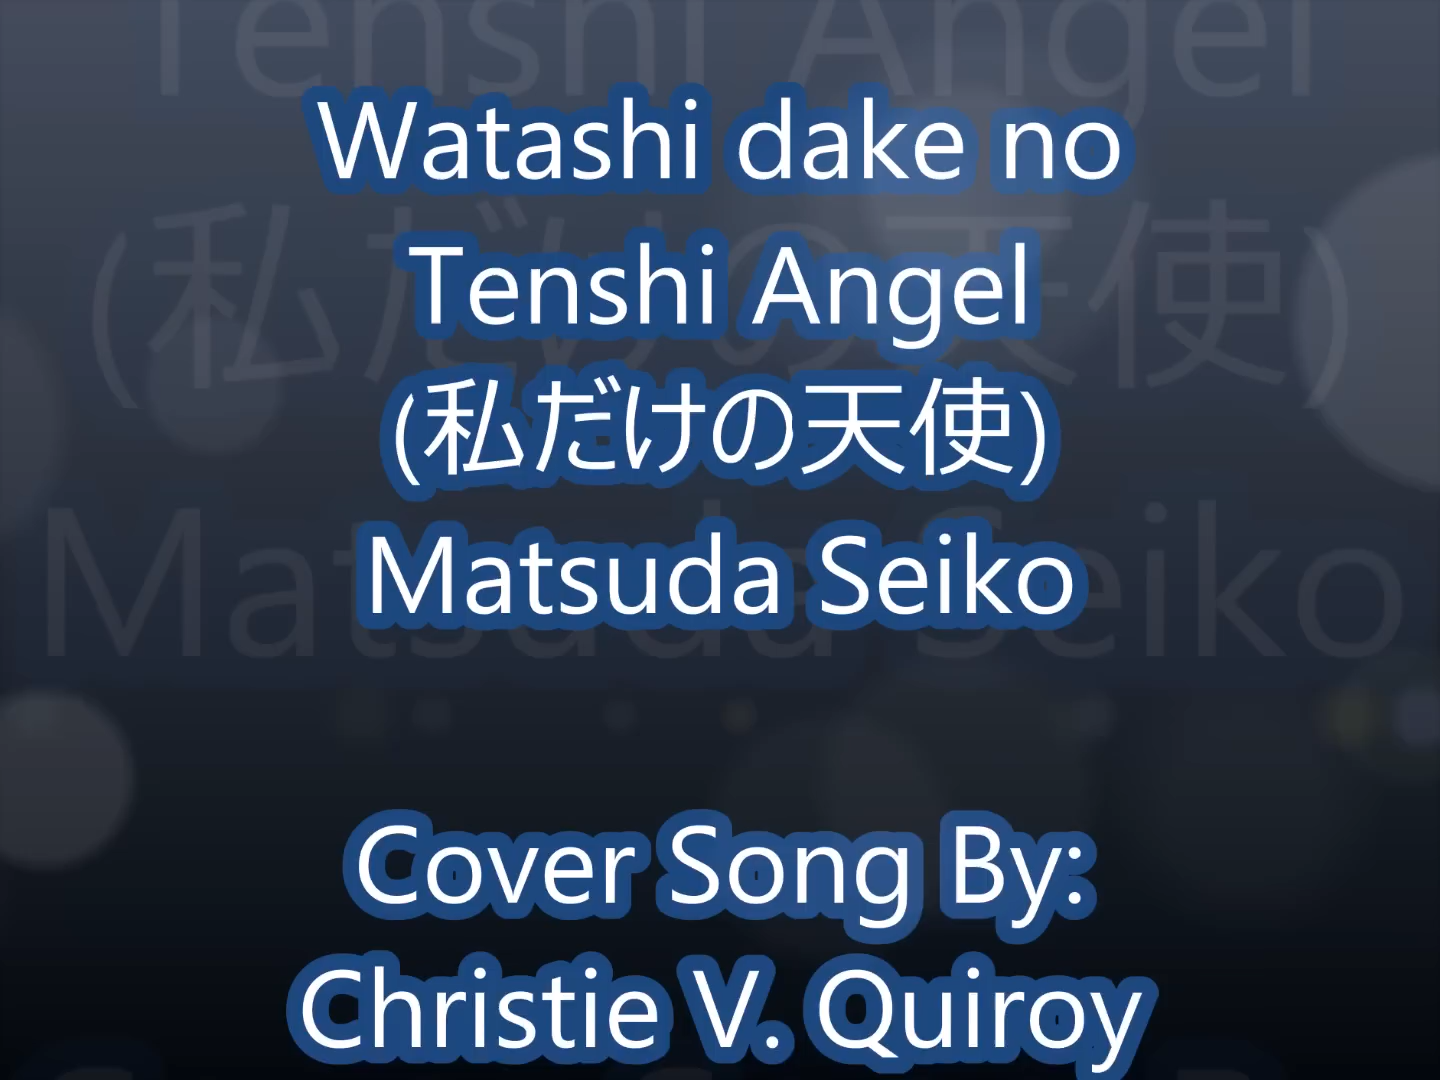 Watashi dake no
Tenshi Angel
(私だけの天使)
Matsuda Seiko
Cover Song By:
Christie V. Quiroy